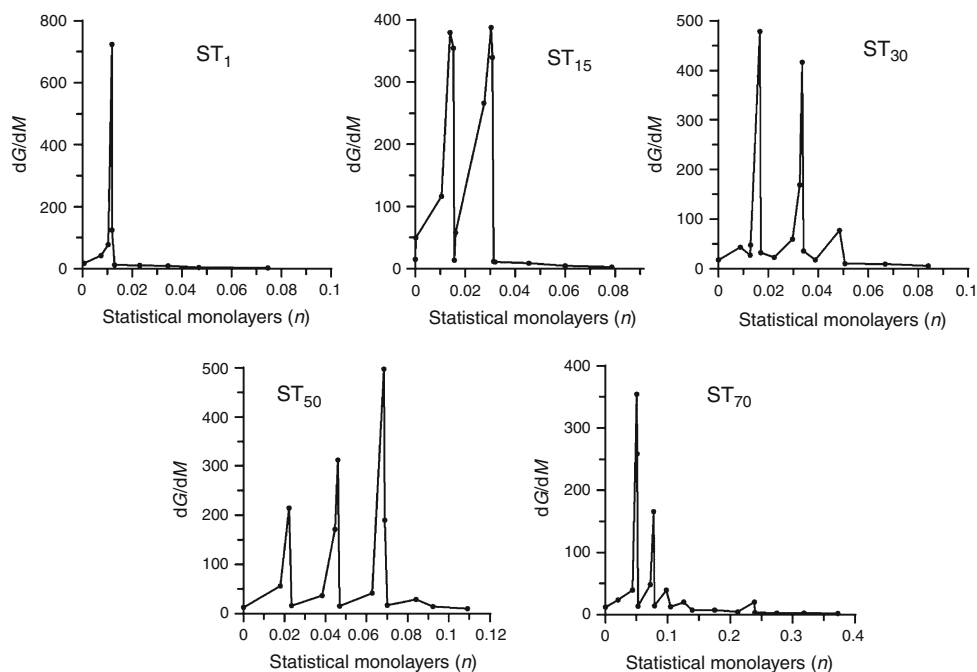 800
600
400
200
0
dG/dM
ST1
0 0.02 0.04 0.06 0.08 0.1
Statistical monolayers (n)
400
300
200
100
0
dG/dM
ST15
0 0.02 0.04 0.06 0.08
Statistical monolayers (n)
500
400
300
200
100
0
dG/dM
ST30
0 0.02 0.04 0.06 0.08 0.1
Statistical monolayers (n)
500
400
300
200
100
0
dG/dM
ST50
0 0.02 0.04 0.06 0.08 0.10 0.12
Statistical monolayers (n)
400
300
200
100
0
dG/dM
ST70
0 0.1 0.2 0.3 0.4
Statistical monolayers (n)